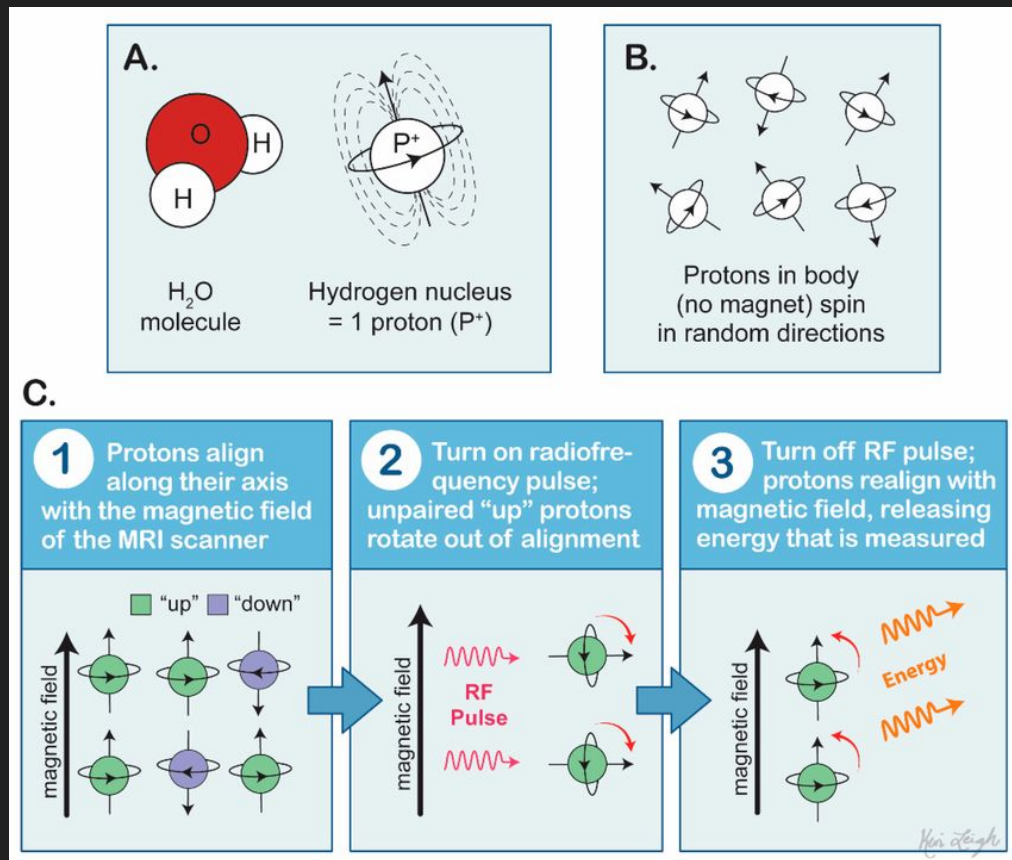 A.
O
H
H
P⁺
H₂O
molecule
Hydrogen nucleus
= 1 proton (P⁺)
B.
Protons in body
(no magnet) spin
in random directions
C.
1
Protons align
along their axis
with the magnetic field
of the MRI scanner
"up" "down"
magnetic field
2
Turn on radiofre-
quency pulse;
unpaired "up" protons
rotate out of alignment
magnetic field
RF
Pulse
3
Turn off RF pulse;
protons realign with
magnetic field, releasing
energy that is measured
magnetic field
Energy
Keri Leigh